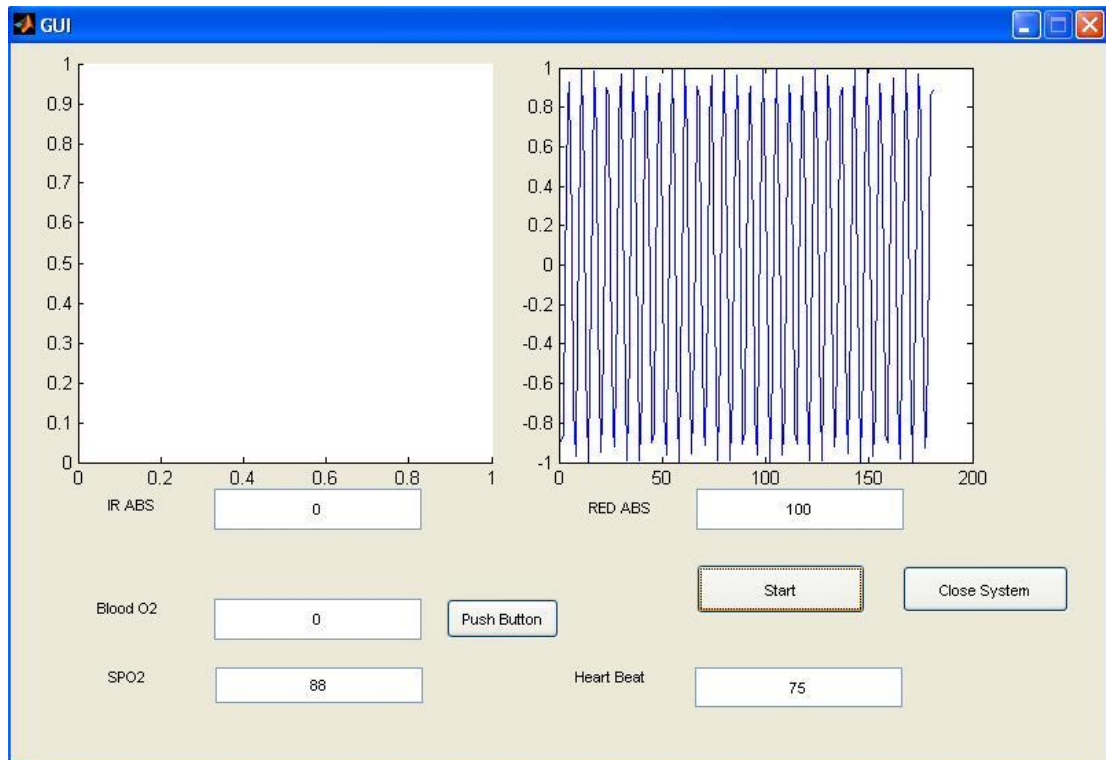 GUI
1
0.9
0.8
0.7
0.6
0.5
0.4
0.3
0.2
0.1
0
0 0.2 0.4 0.6 0.8 1
1
0.8
0.6
0.4
0.2
0
-0.2
-0.4
-0.6
-0.8
-1
0 50 100 150 200
IR ABS 0
RED ABS 100
Start Close System
Blood O2 0 Push Button
SPO2 88
Heart Beat 75